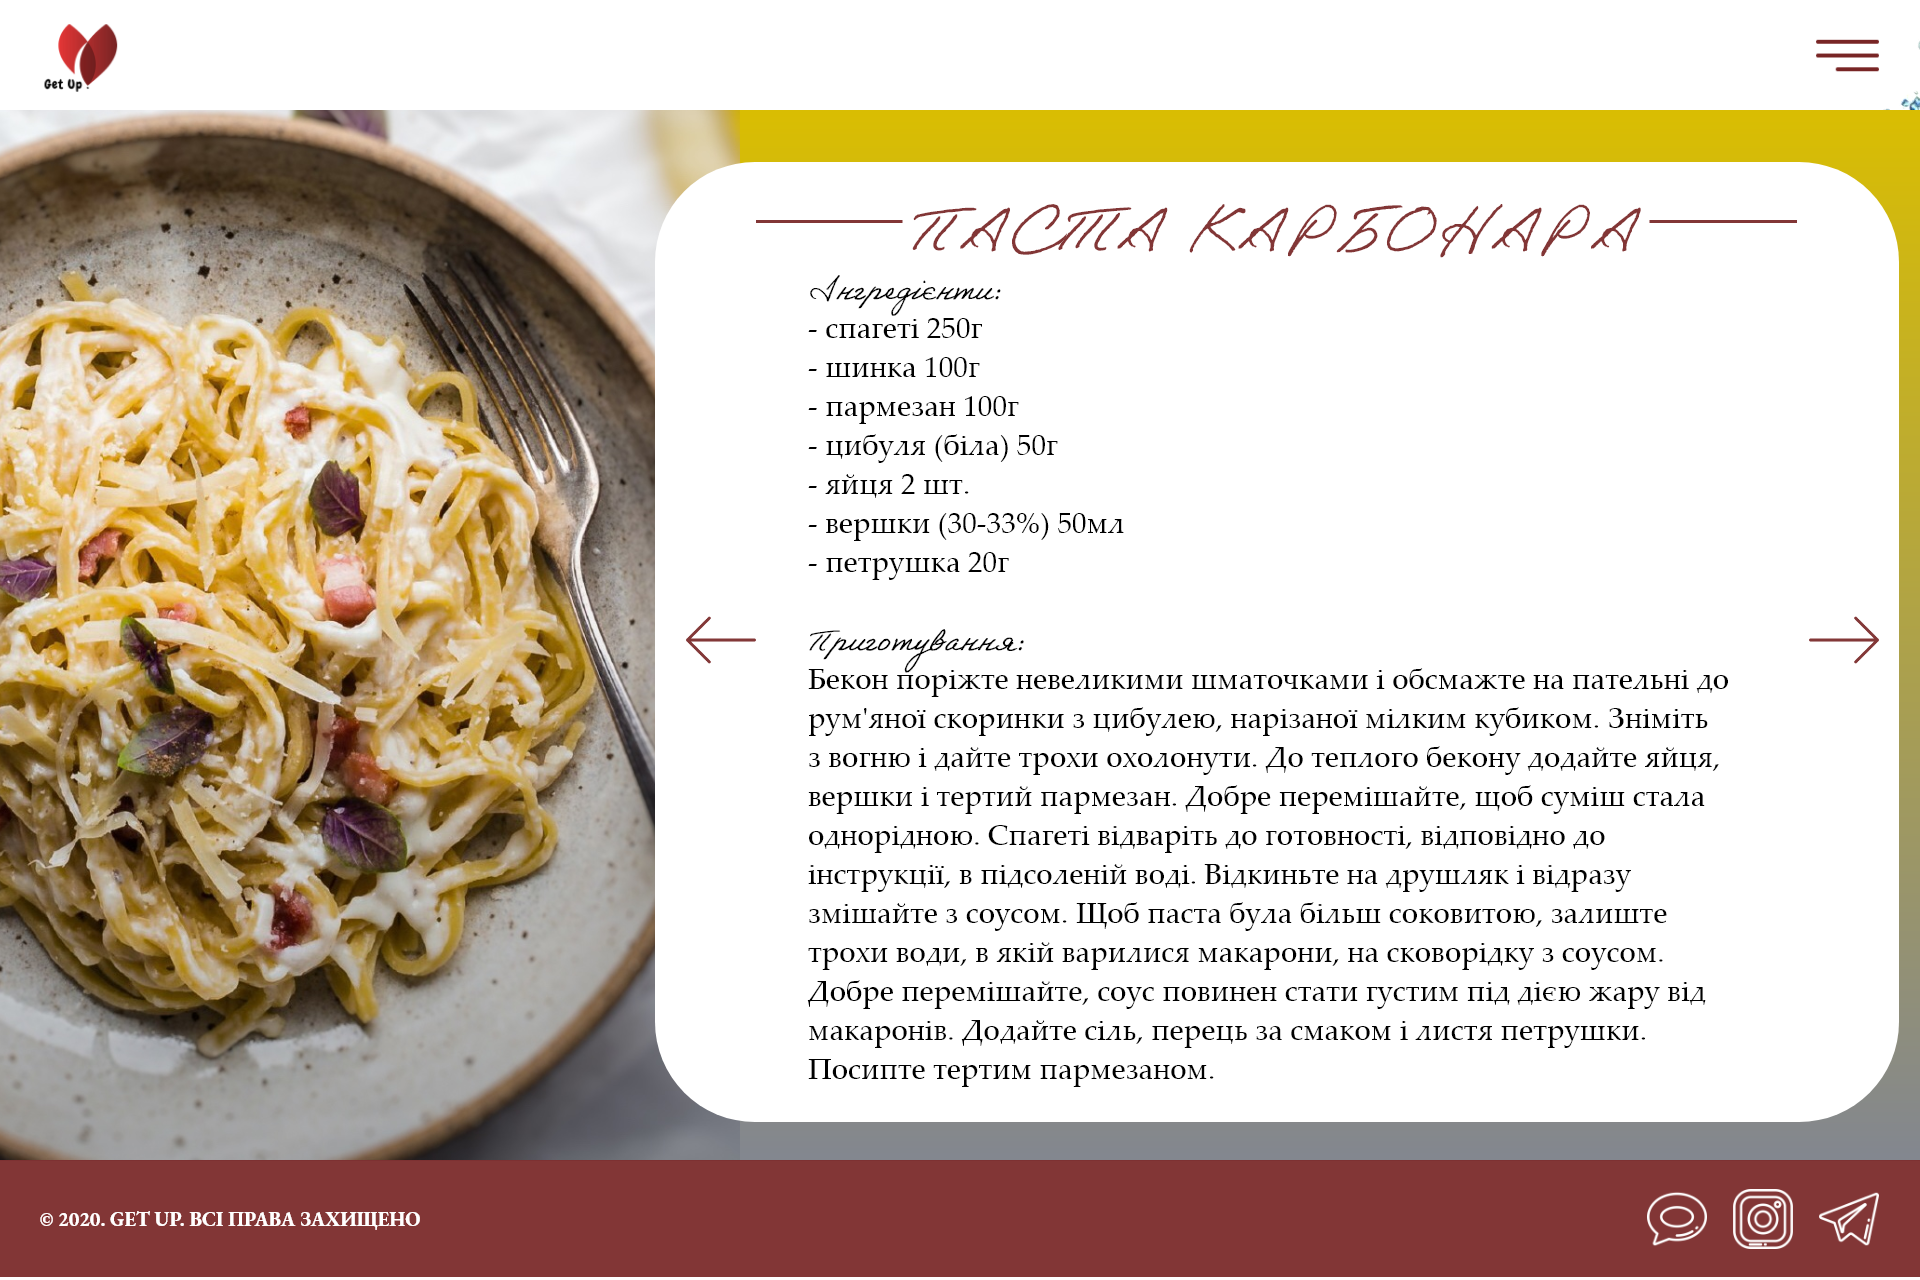 Get Up
ПАСТА КАРБОНАРА
Інгредієнти:
- спагеті 250г
- шинка 100г
- пармезан 100г
- цибуля (біла) 50г
- яйця 2 шт.
- вершки (30-33%) 50мл
- петрушка 20г
Приготування:
Бекон поріжте невеликими шматочками і обсмажте на пательні до
рум'яної скоринки з цибулею, нарізаної мілким кубиком. Зніміть
з вогню і дайте трохи охолонути. До теплого бекону додайте яйця,
вершки і тертий пармезан. Добре перемішайте, щоб суміш стала
однорідною. Спагеті відваріть до готовності, відповідно до
інструкції, в підсоленій воді. Відкиньте на друшляк і відразу
змішайте з соусом. Щоб паста була більш соковитою, залиште
трохи води, в якій варилися макарони, на сковорідку з соусом.
Добре перемішайте, соус повинен стати густим під дією жару від
макаронів. Додайте сіль, перець за смаком і листя петрушки.
Посипте тертим пармезаном.
© 2020. GET UP. ВСІ ПРАВА ЗАХИЩЕНО